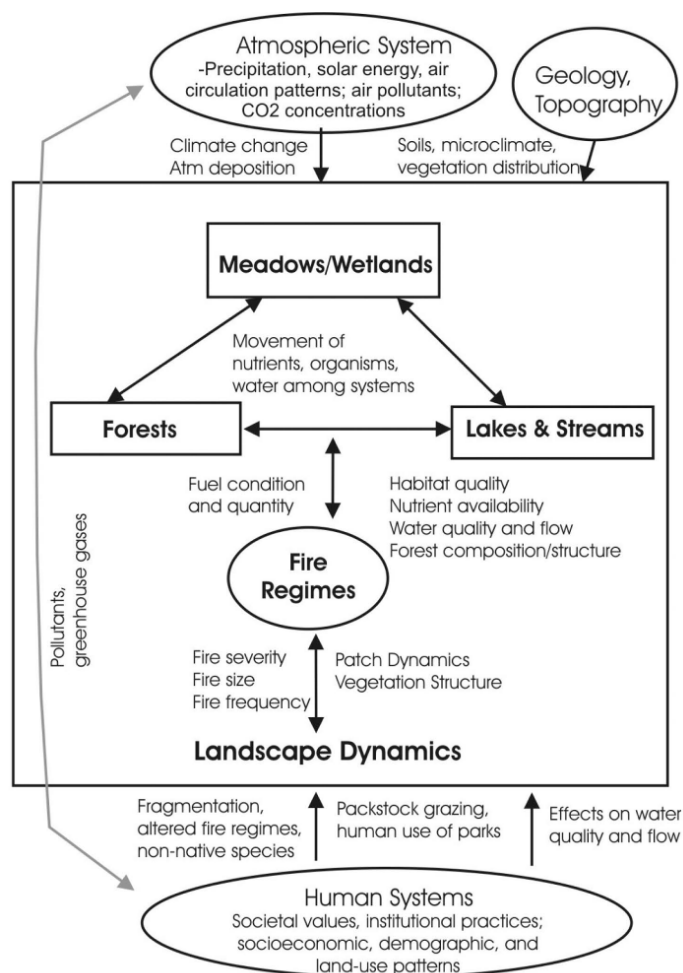 Atmospheric System
-Precipitation, solar energy, air
circulation patterns; air pollutants;
CO2 concentrations
Geology,
Topography
Climate change
Atm deposition
Soils, microclimate,
vegetation distribution
Meadows/Wetlands
Movement of
nutrients, organisms,
water among systems
Forests
Lakes & Streams
Fuel condition
and quantity
Habitat quality
Nutrient availability
Water quality and flow
Forest composition/structure
Fire
Regimes
Pollutants,
greenhouse gases
Fire severity
Fire size
Fire frequency
Patch Dynamics
Vegetation Structure
Landscape Dynamics
Fragmentation,
altered fire regimes,
non-native species
Packstock grazing,
human use of parks
Effects on water
quality and flow
Human Systems
Societal values, institutional practices;
socioeconomic, demographic, and
land-use patterns